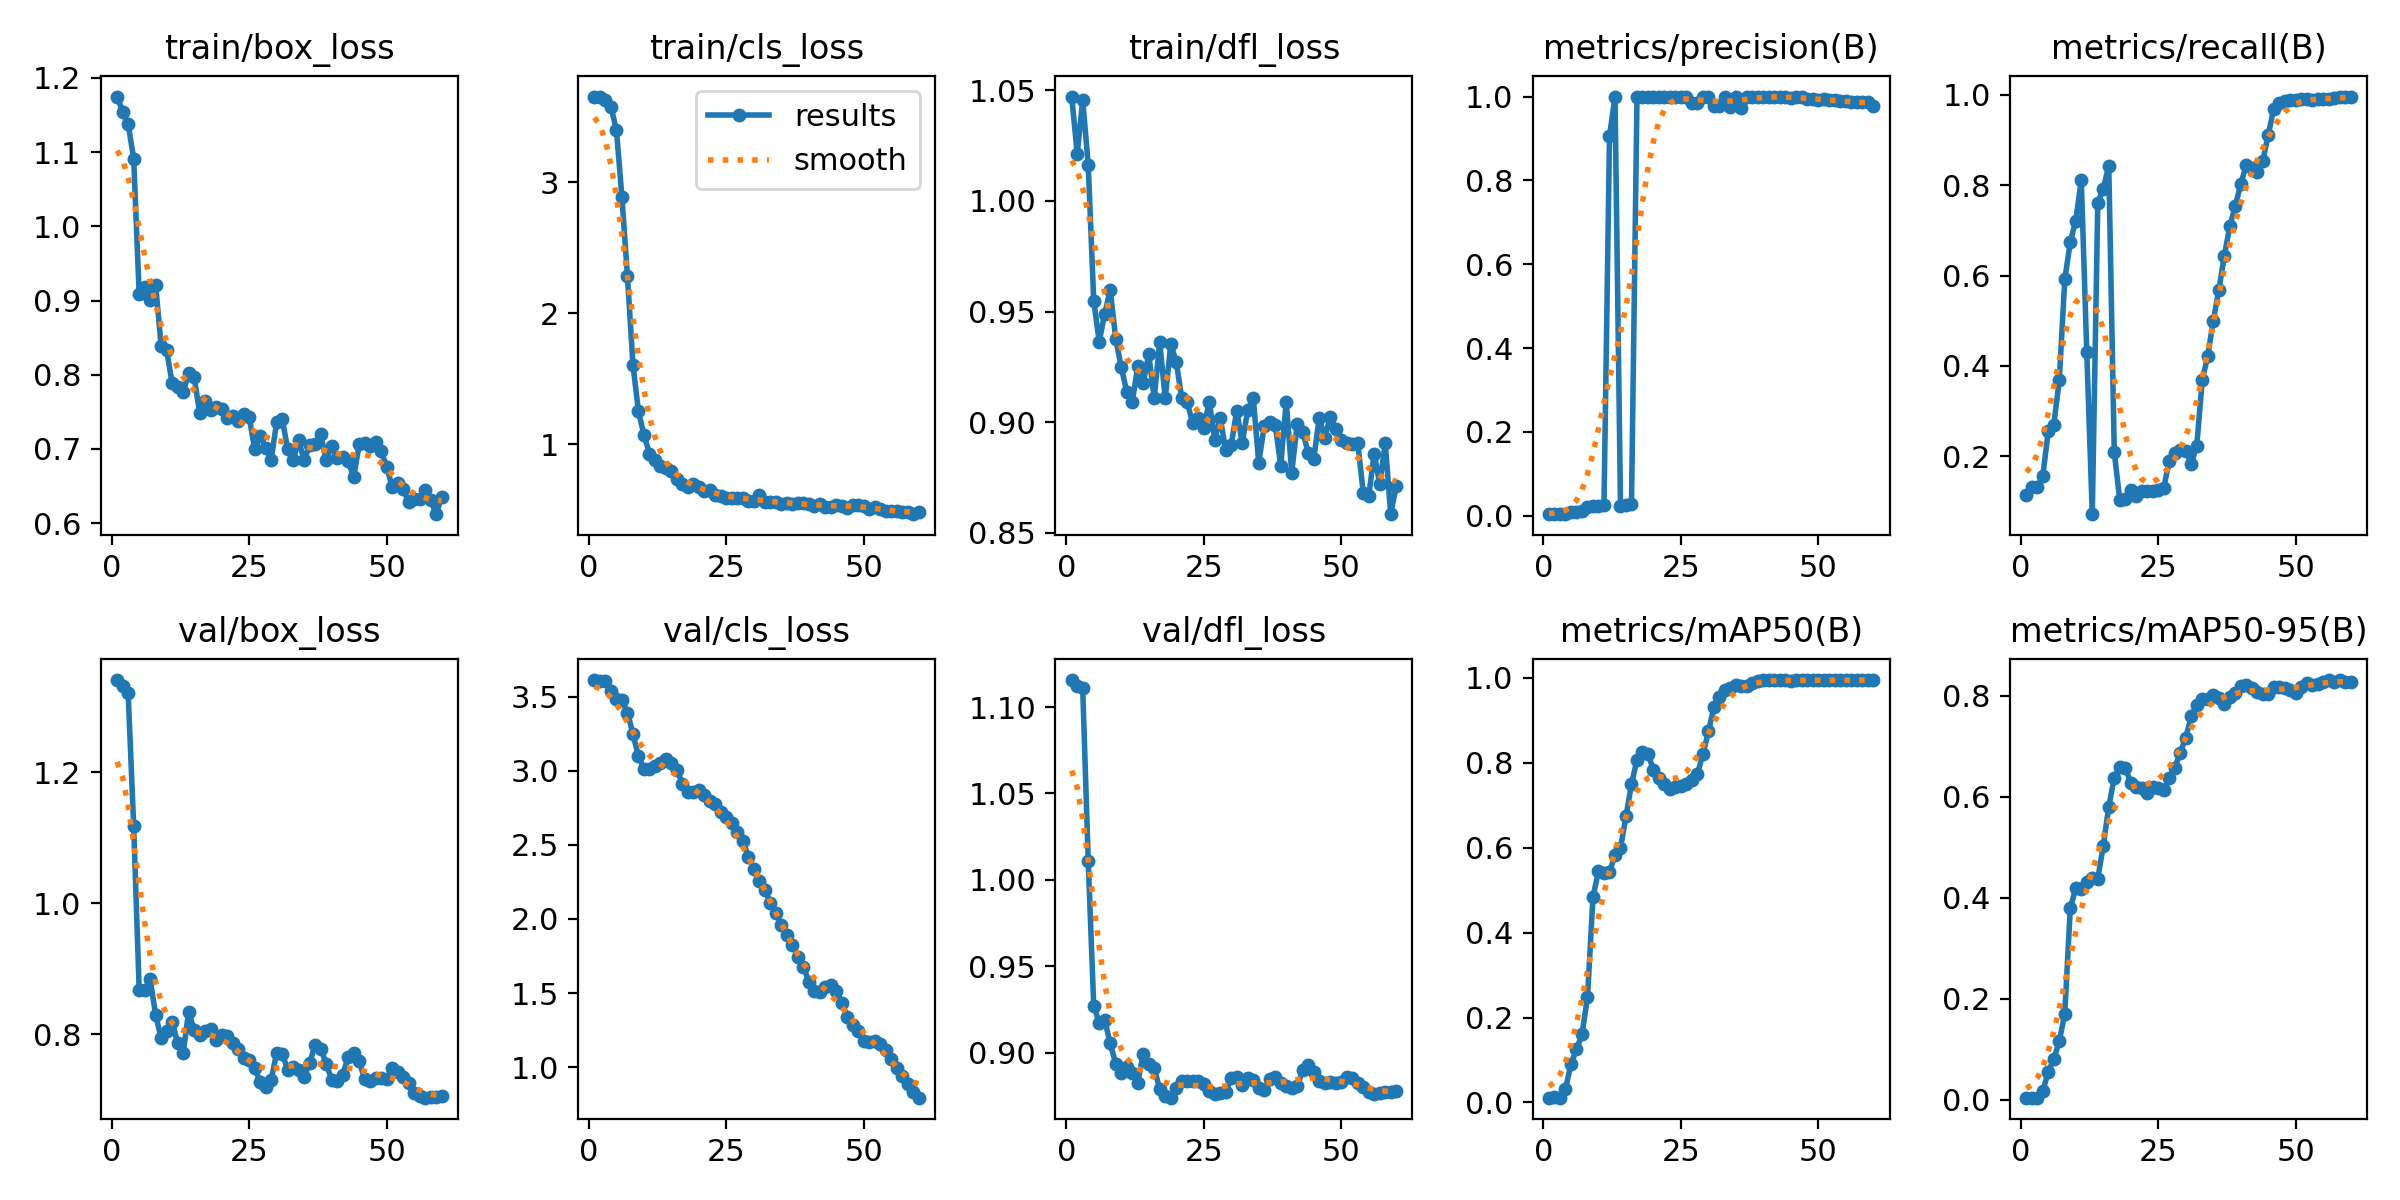 train/box_loss
1.2
1.1
1.0
0.9
0.8
0.7
0.6
0 25 50
train/cls_loss
results
smooth
3
2
1
0 25 50
train/dfl_loss
1.05
1.00
0.95
0.90
0.85
0 25 50
metrics/precision(B)
1.0
0.8
0.6
0.4
0.2
0.0
0 25 50
metrics/recall(B)
1.0
0.8
0.6
0.4
0.2
0 25 50
val/box_loss
1.2
1.0
0.8
0 25 50
val/cls_loss
3.5
3.0
2.5
2.0
1.5
1.0
0 25 50
val/dfl_loss
1.10
1.05
1.00
0.95
0.90
0 25 50
metrics/mAP50(B)
1.0
0.8
0.6
0.4
0.2
0.0
0 25 50
metrics/mAP50-95(B)
0.8
0.6
0.4
0.2
0.0
0 25 50